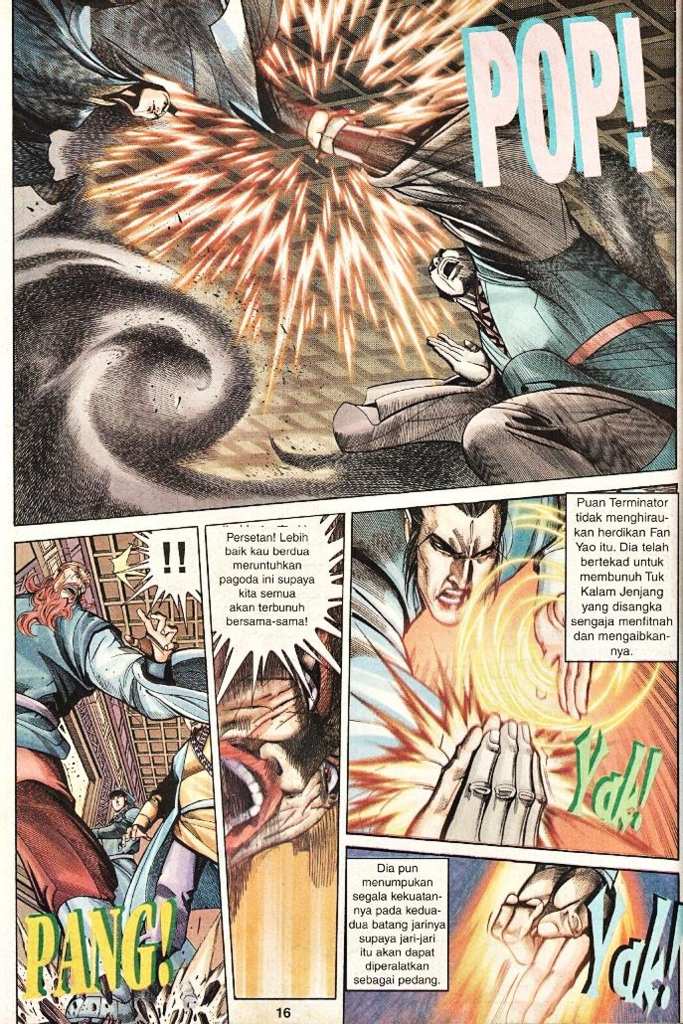 POP!
!!
Persetan! Lebih
baik kau berdua
meruntuhkan
pagoda ini supaya
kita semua
akan terbunuh
bersama-sama!
Puan Terminator
tidak menghirau-
kan herdikan Fan
Yao itu. Dia telah
bertekad untuk
membunuh Tuk
Kalam Jenjang
yang disangka
sengaja menfitnah
dan mengaibkan-
nya.
Yak!
PANG!
Dia pun
menumpukan
segala kekuatan-
nya pada kedua-
dua batang jarinya
supaya jari-jari
itu akan dapat
diperalatkan
sebagai pedang.
Yak!
16